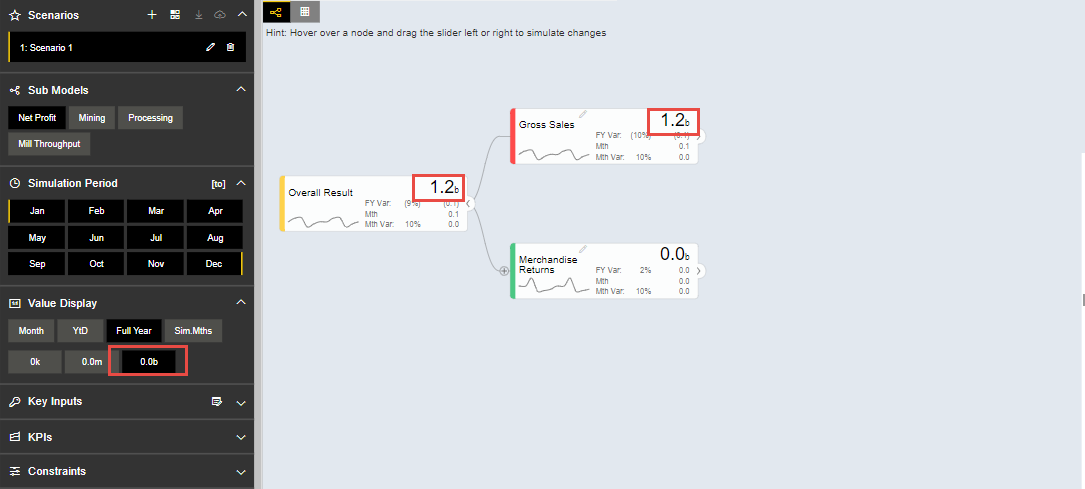 Scenarios
1: Scenario 1
Sub Models
Net Profit Mining Processing
Mill Throughput
Simulation Period [to]
Jan Feb Mar Apr
May Jun Jul Aug
Sep Oct Nov Dec
Value Display
Month YtD Full Year Sim.Mths
0k 0.0m 0.0b
Key Inputs
KPIs
Constraints
Hint: Hover over a node and drag the slider left or right to simulate changes
Overall Result 1.2b
FY Var: (9%) (0.1)
Mth 0.1
Mth Var: 10% 0.0
Gross Sales 1.2b
FY Var: (10%) (0.1)
Mth 0.1
Mth Var: 10% 0.0
Merchandise Returns 0.0b
FY Var: 2% 0.0
Mth 0.0
Mth Var: 10% 0.0